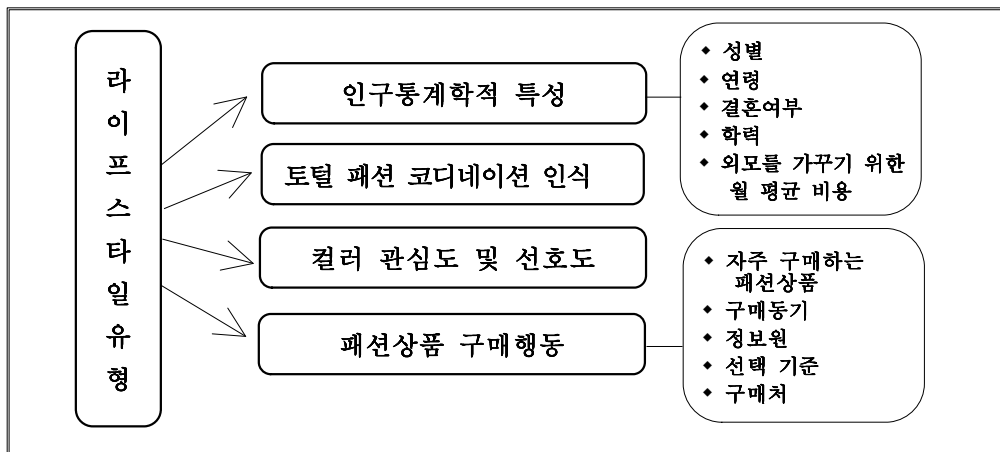 라이프스타일유형
인구통계학적 특성
◆ 성별
◆ 연령
◆ 결혼여부
◆ 학력
◆ 외모를 가꾸기 위한
월 평균 비용
토털 패션 코디네이션 인식
컬러 관심도 및 선호도
패션상품 구매행동
◆ 자주 구매하는
패션상품
◆ 구매동기
◆ 정보원
◆ 선택 기준
◆ 구매처